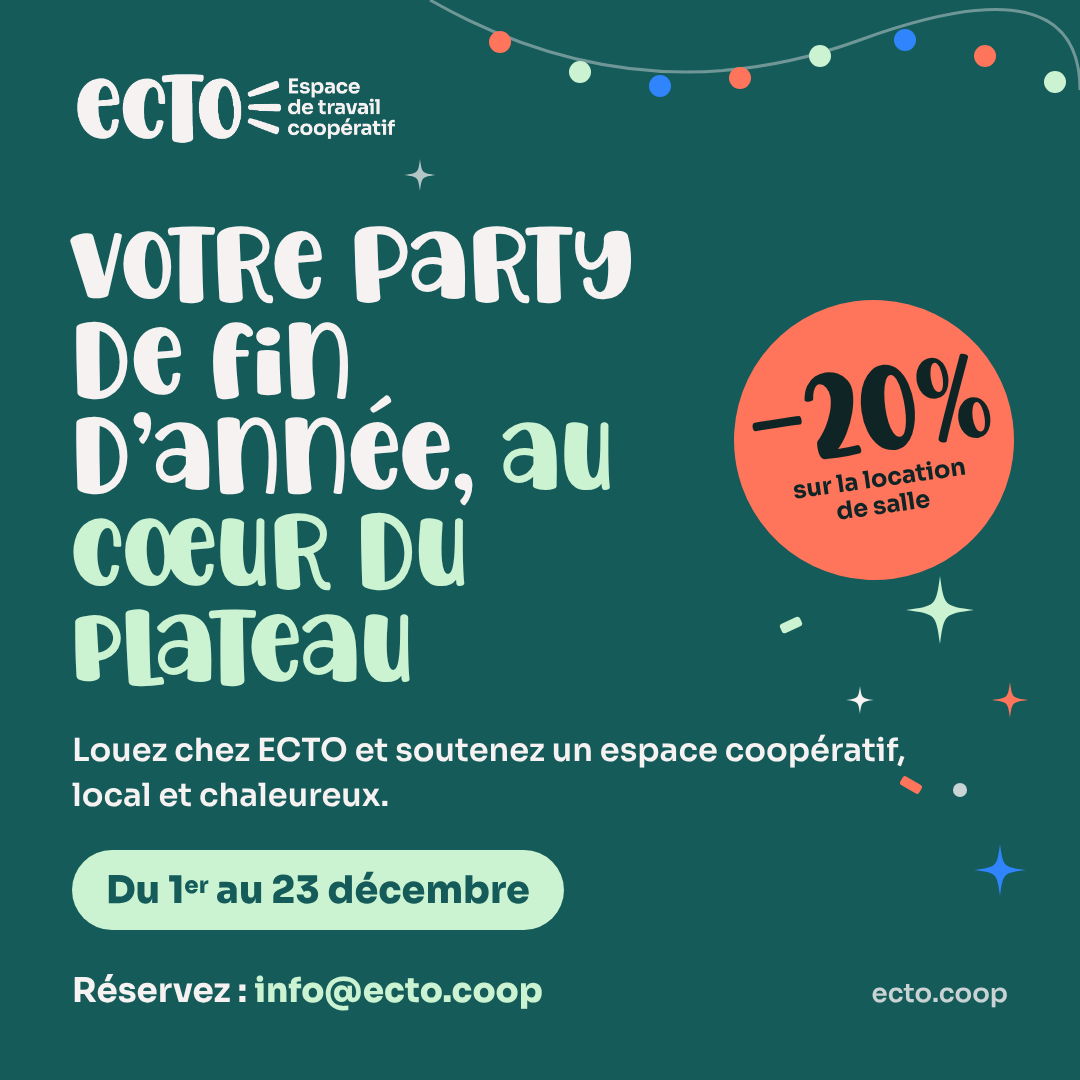 ecto
Espace
de travail
coopératif
votre party
de fin
d'année, au
cœur du
plateau
–20%
sur la location
de salle
Louez chez ECTO et soutenez un espace coopératif,
local et chaleureux.
Du 1er au 23 décembre
Réservez : info@ecto.coop
ecto.coop